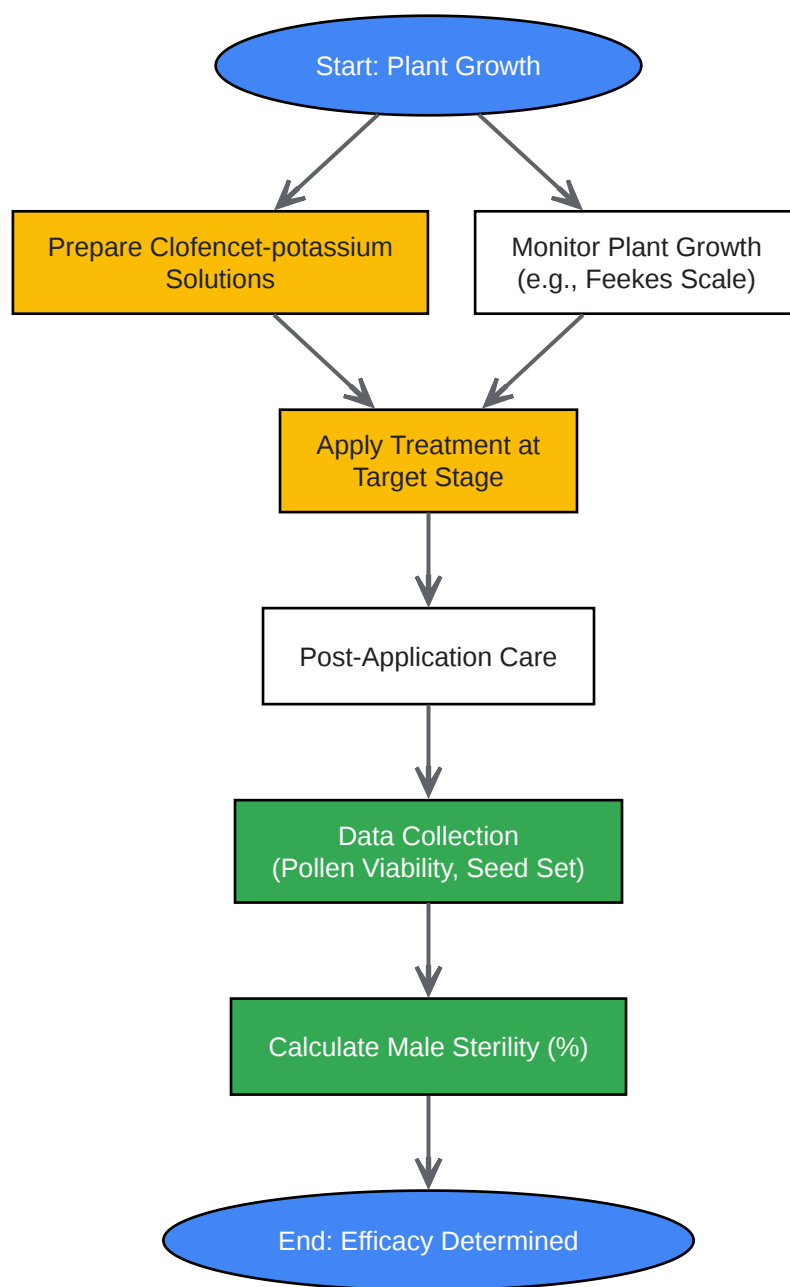 Start: Plant Growth
Prepare Clofencet-potassium
Solutions
Monitor Plant Growth
(e.g., Feekes Scale)
Apply Treatment at
Target Stage
Post-Application Care
Data Collection
(Pollen Viability, Seed Set)
Calculate Male Sterility (%)
End: Efficacy Determined